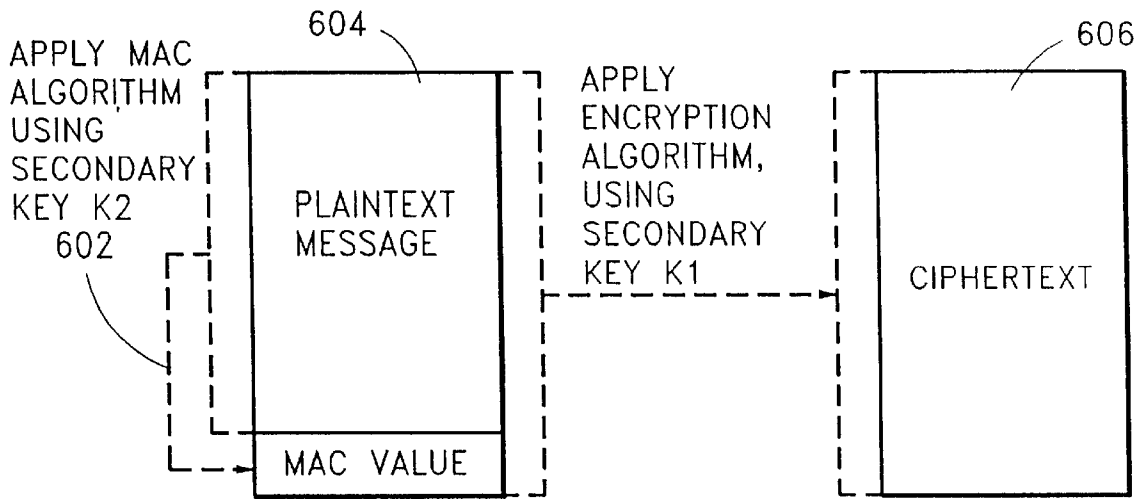 604
606
APPLY MAC
ALGORITHM
USING
SECONDARY
KEY K2
602
PLAINTEXT
MESSAGE
MAC VALUE
APPLY
ENCRYPTION
ALGORITHM,
USING
SECONDARY
KEY K1
CIPHERTEXT